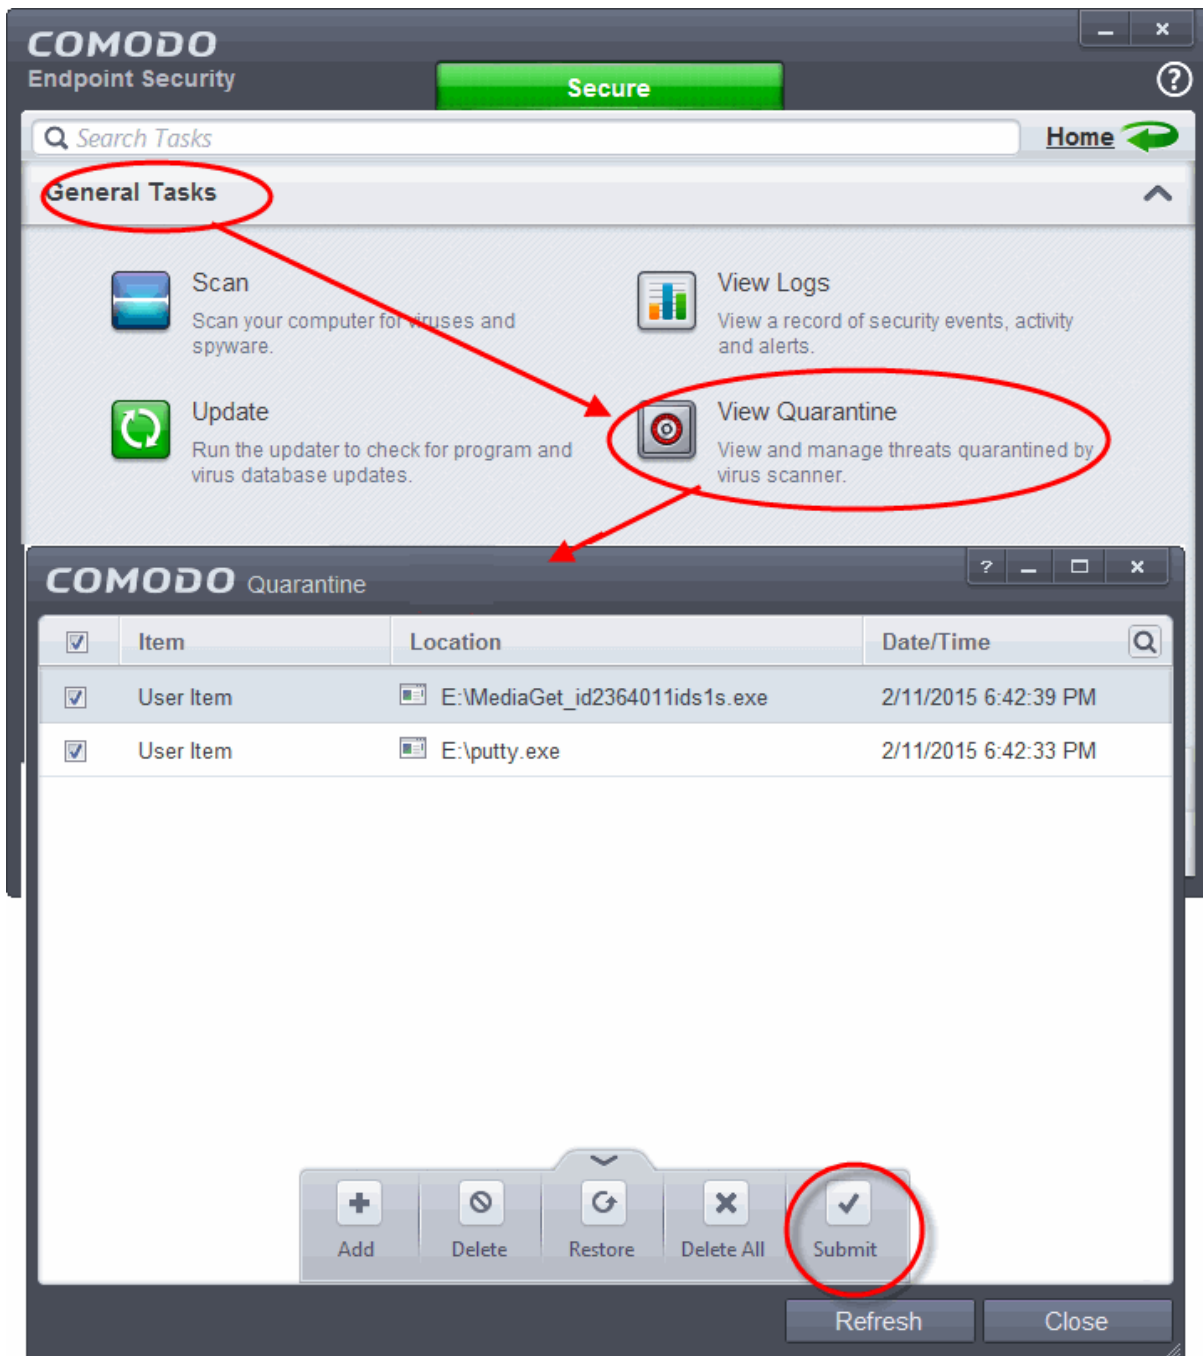 COMODO
Endpoint Security
Secure
Search Tasks
Home
General Tasks
Scan
Scan your computer for viruses and
spyware.
View Logs
View a record of security events, activity
and alerts.
Update
Run the updater to check for program and
virus database updates.
View Quarantine
View and manage threats quarantined by
virus scanner.
COMODO Quarantine
Item Location Date/Time
User Item E:\MediaGet_id2364011ids1s.exe 2/11/2015 6:42:39 PM
User Item E:\putty.exe 2/11/2015 6:42:33 PM
Add Delete Restore Delete All Submit
Refresh Close